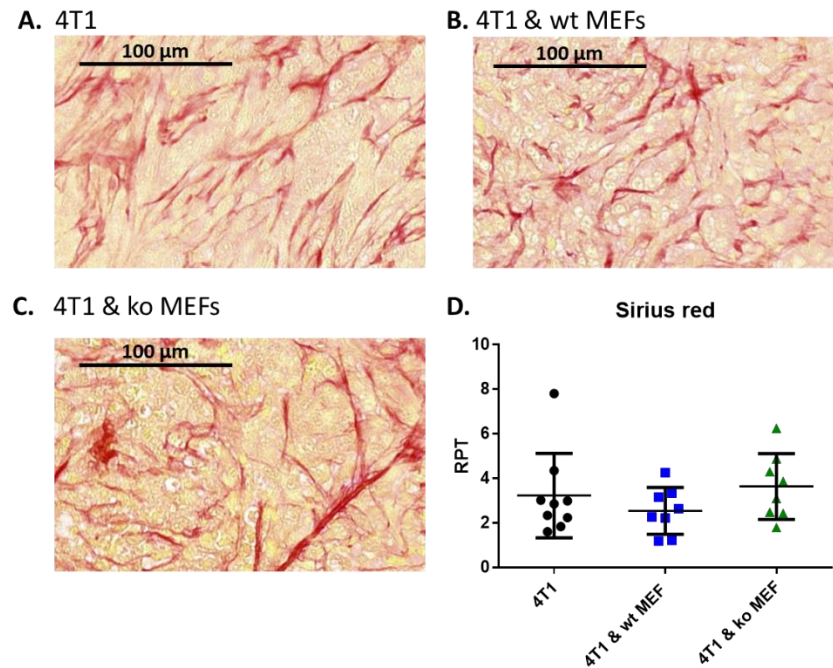 A. 4T1
100 µm
B. 4T1 & wt MEFs
100 µm
C. 4T1 & ko MEFs
100 µm
D.
Sirius red
10
8
6
4
2
0
RPT
4T1
4T1 & wt MEF
4T1 & ko MEF